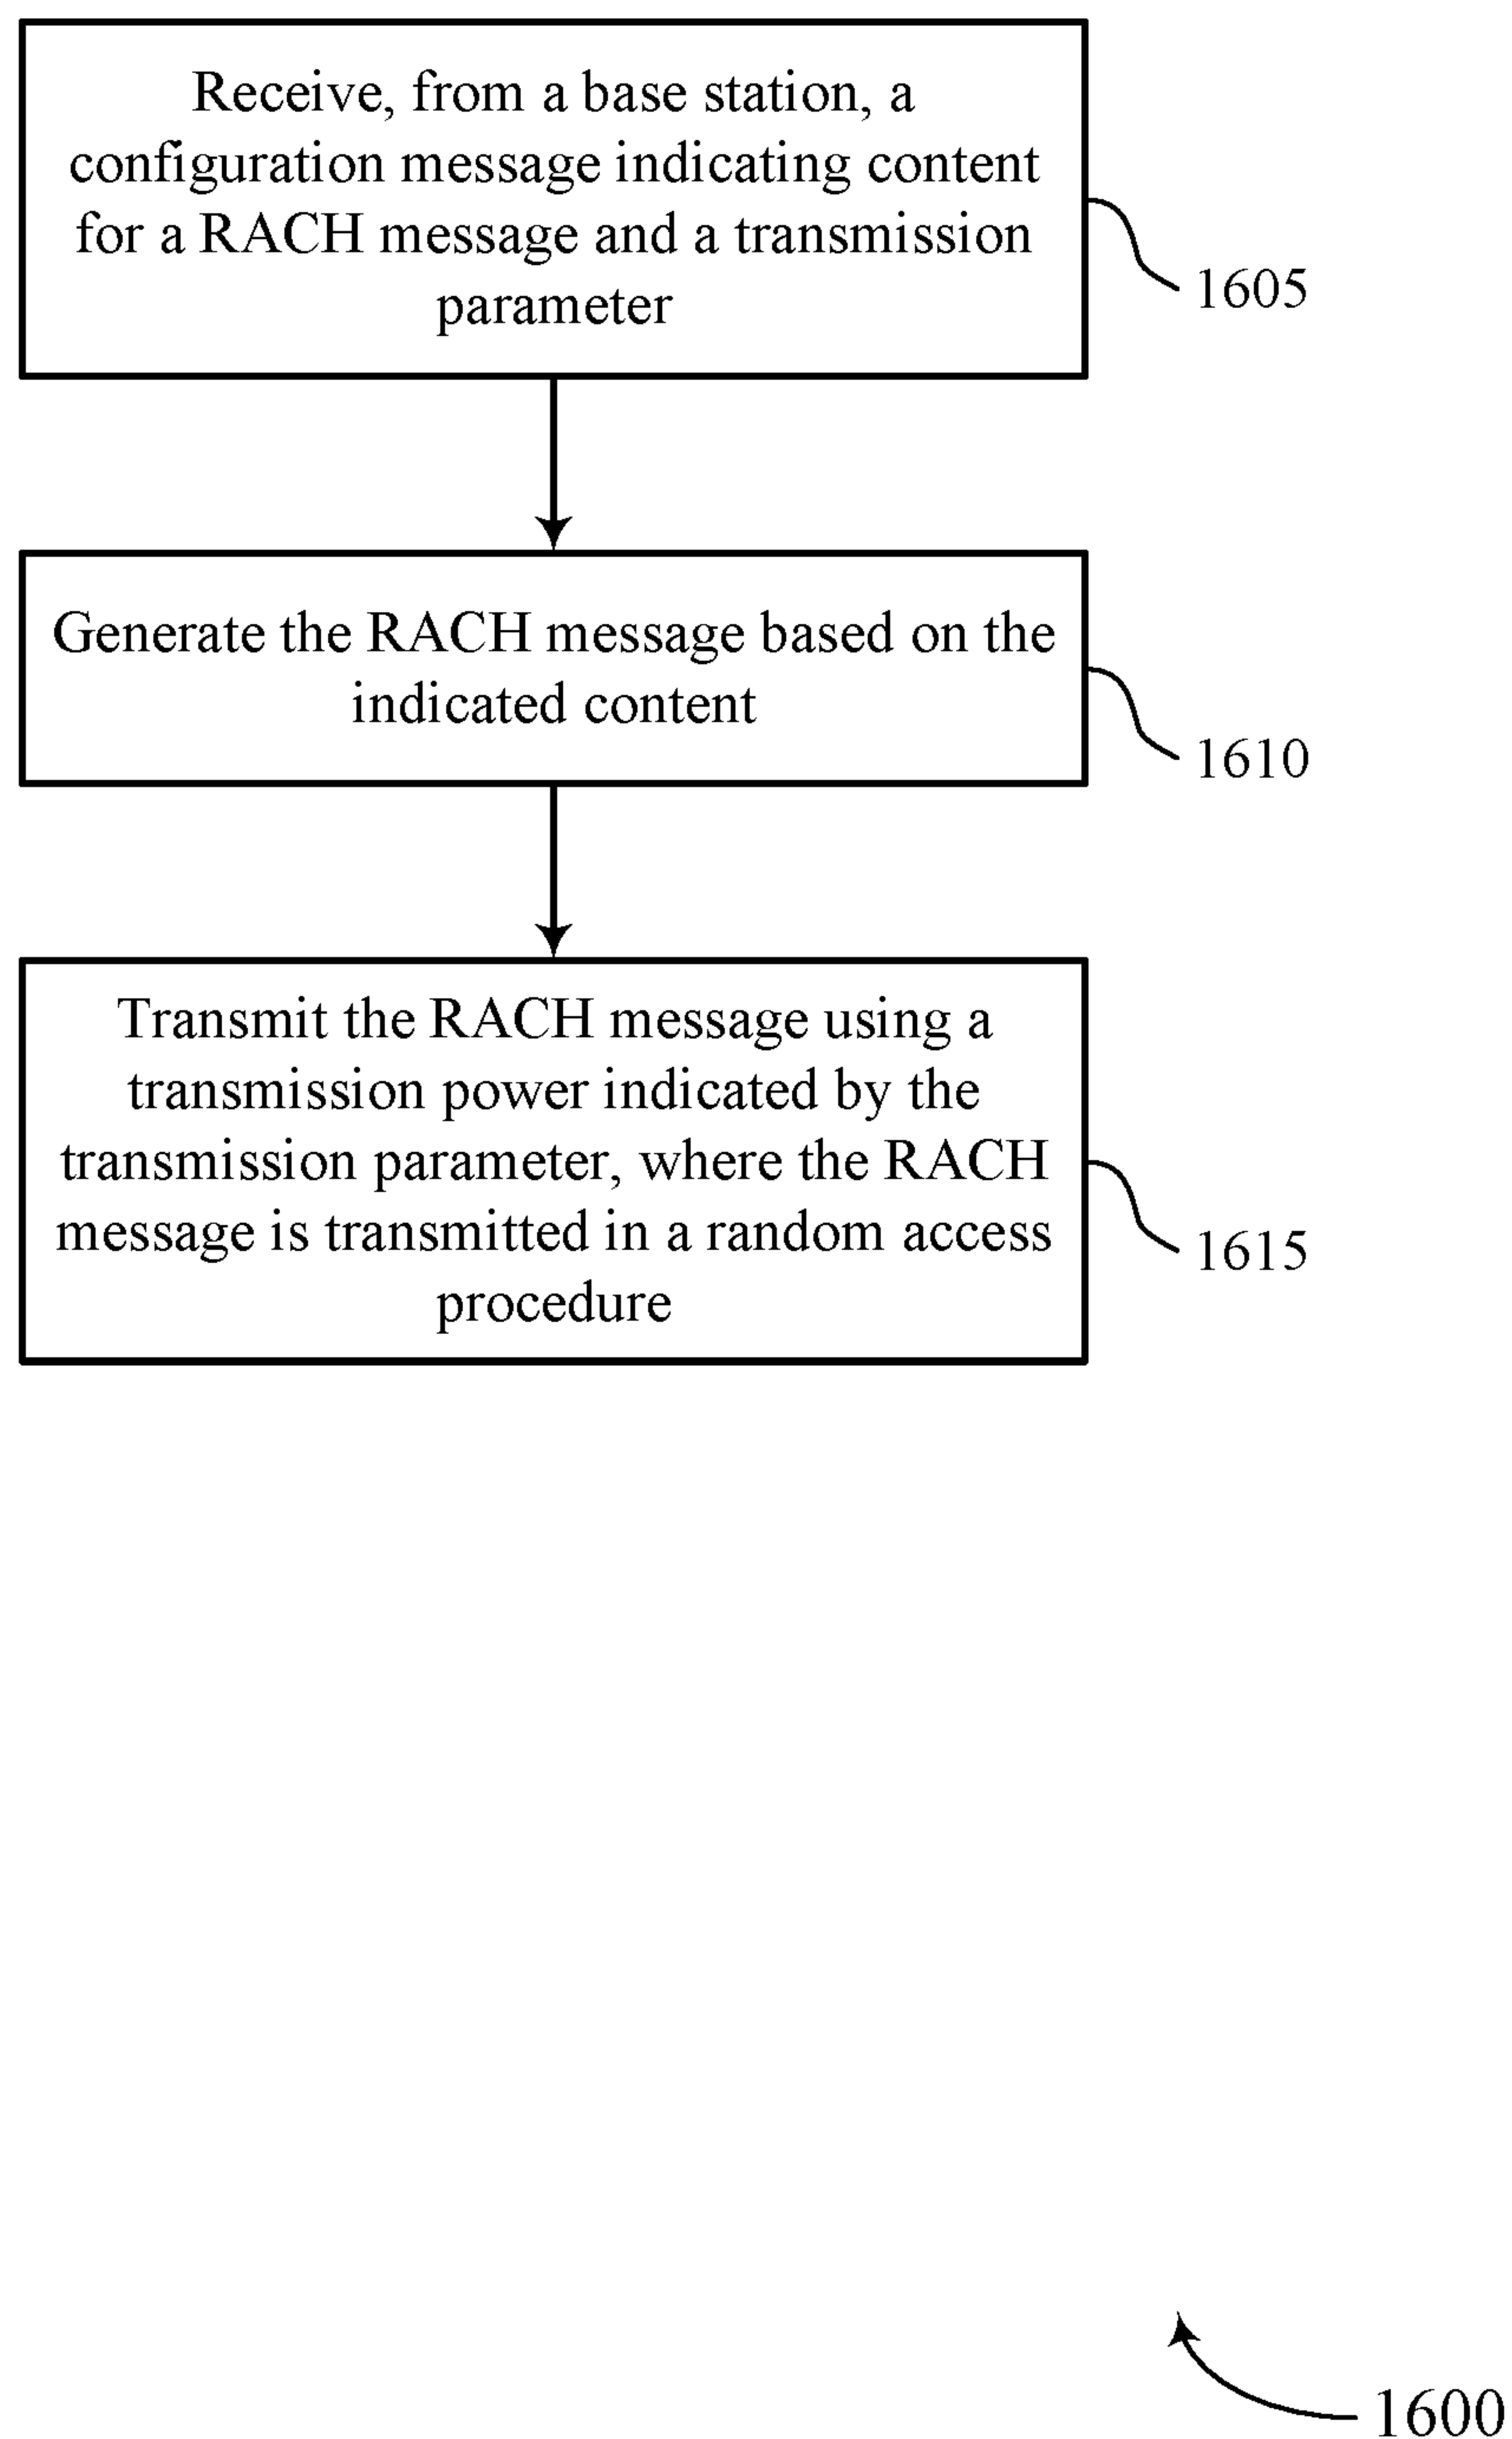 Receive, from a base station, a
configuration message indicating content
for a RACH message and a transmission
parameter
1605
Generate the RACH message based on the
indicated content
1610
Transmit the RACH message using a
transmission power indicated by the
transmission parameter, where the RACH
message is transmitted in a random access
procedure
1615
1600